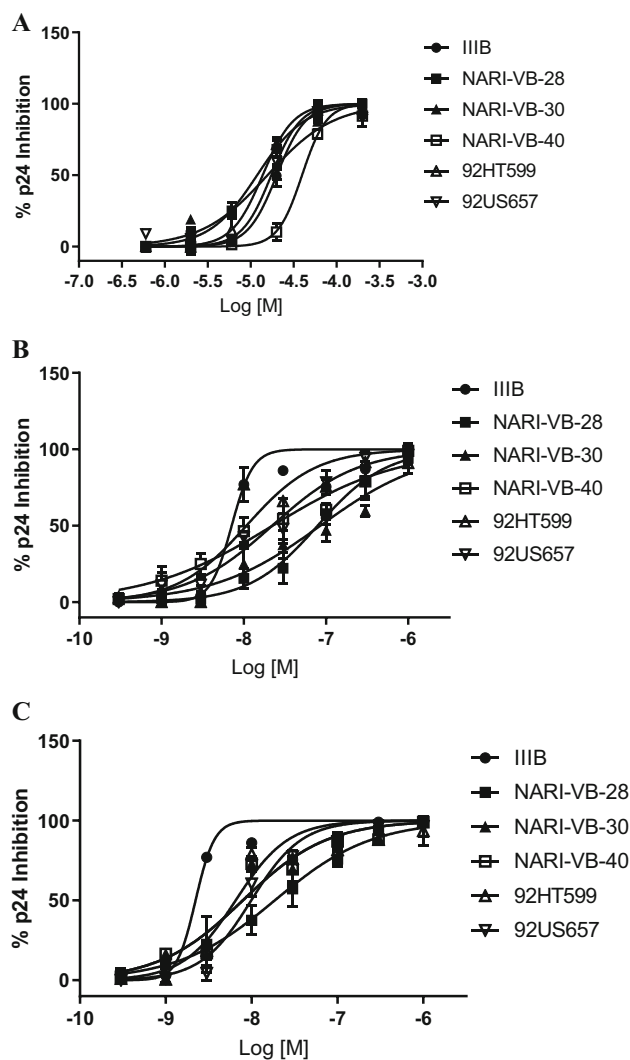 A
150
100
50
0
% p24 Inhibition
-7.0 -6.5 -6.0 -5.5 -5.0 -4.5 -4.0 -3.5 -3.0
Log [M]
IIIB
NARI-VB-28
NARI-VB-30
NARI-VB-40
92HT599
92US657
B
150
100
50
0
% p24 Inhibition
-10 -9 -8 -7 -6
Log [M]
IIIB
NARI-VB-28
NARI-VB-30
NARI-VB-40
92HT599
92US657
C
150
100
50
0
% p24 Inhibition
-10 -9 -8 -7 -6
Log [M]
IIIB
NARI-VB-28
NARI-VB-30
NARI-VB-40
92HT599
92US657